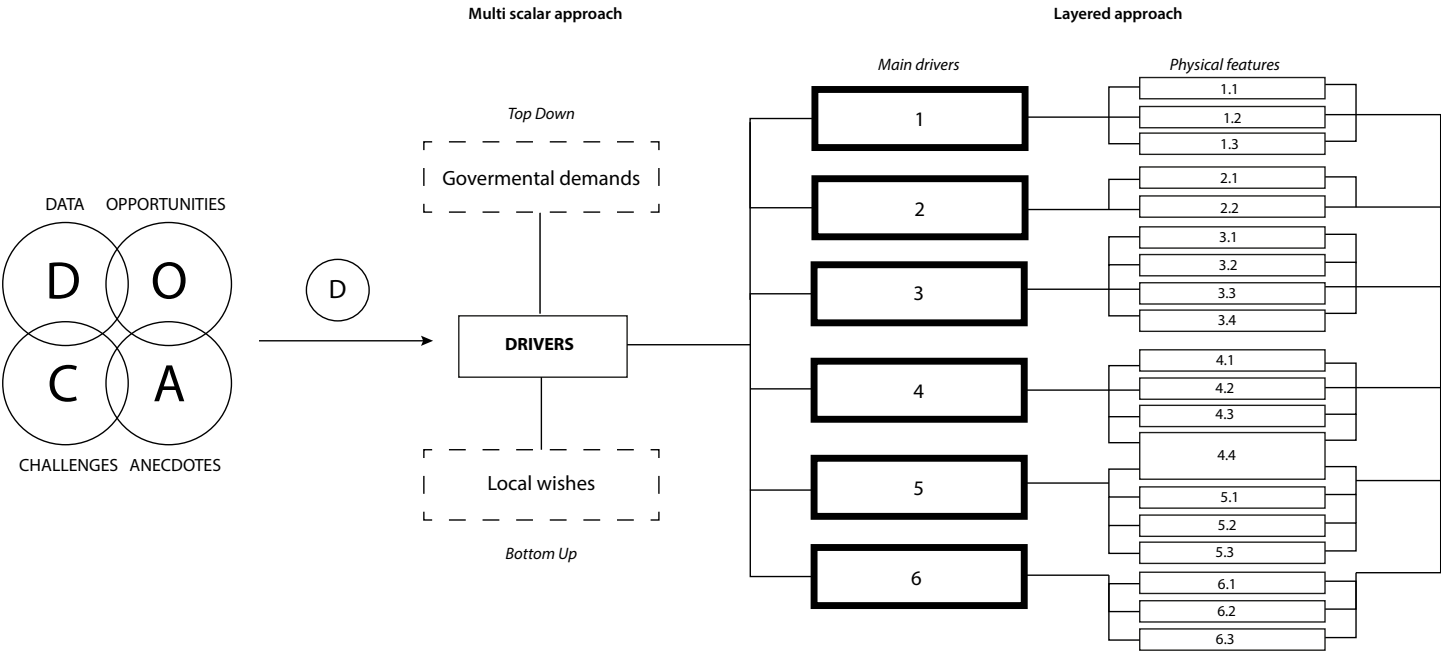 Multi scalar approach
Layered approach
DATA
OPPORTUNITIES
D
O
C
A
CHALLENGES
ANECDOTES
D
Top Down
Govermental demands
DRIVERS
Local wishes
Bottom Up
Main drivers
1
2
3
4
5
6
Physical features
1.1
1.2
1.3
2.1
2.2
3.1
3.2
3.3
3.4
4.1
4.2
4.3
4.4
5.1
5.2
5.3
6.1
6.2
6.3